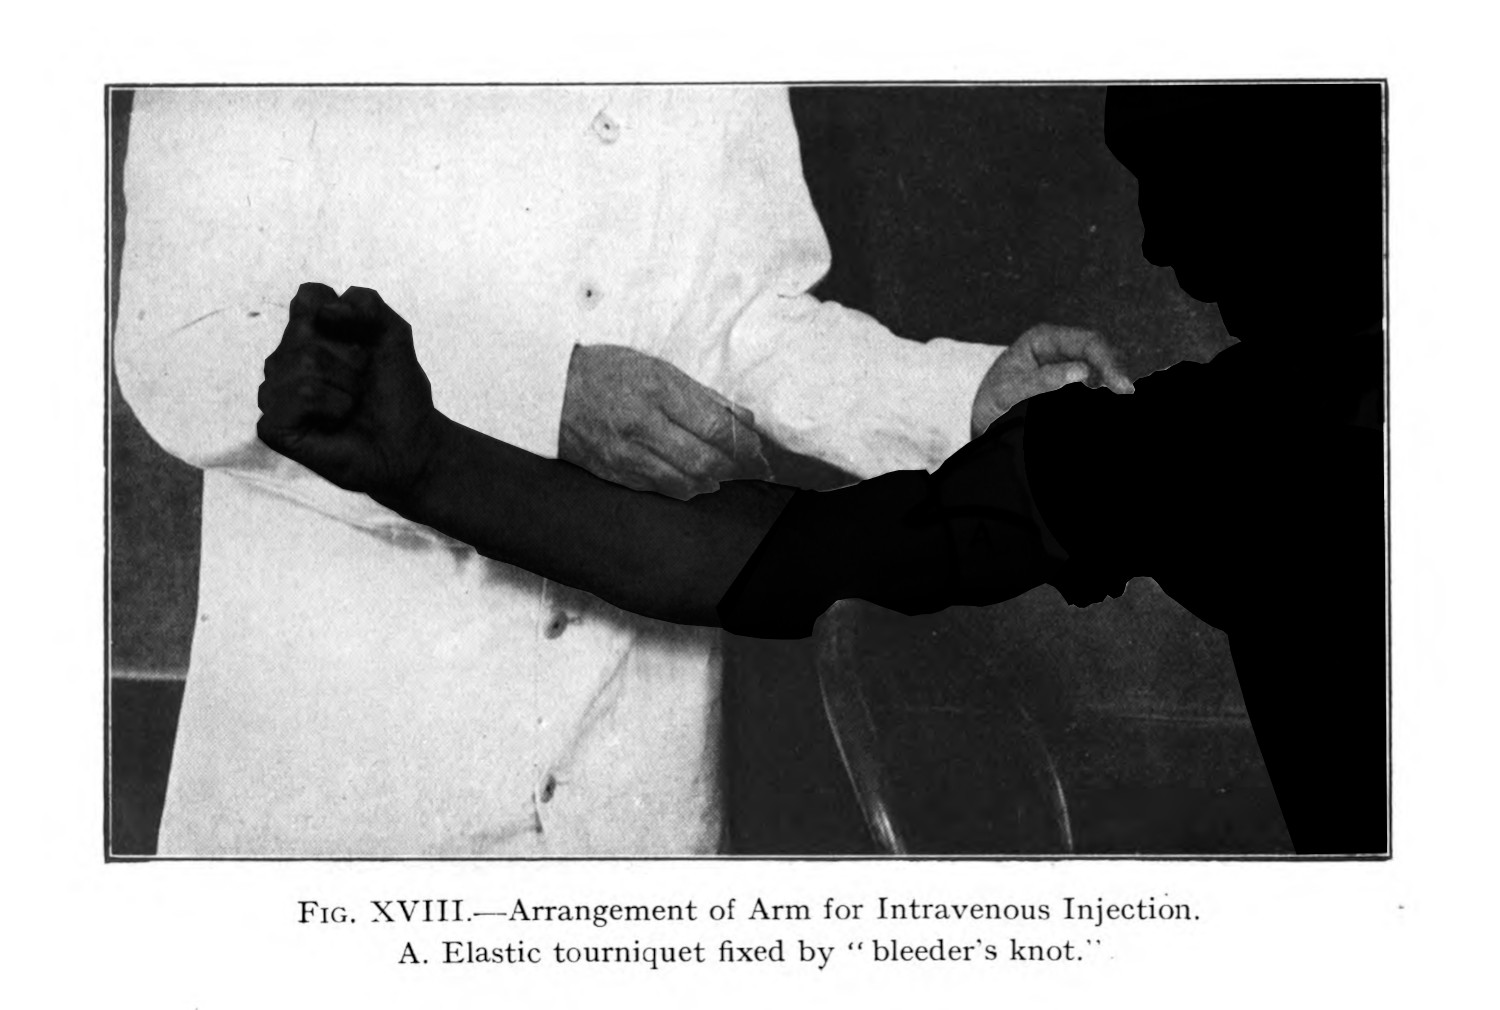 FIG. XVIII.—Arrangement of Arm for Intravenous Injection.
A. Elastic tourniquet fixed by “ bleeder's knot.”